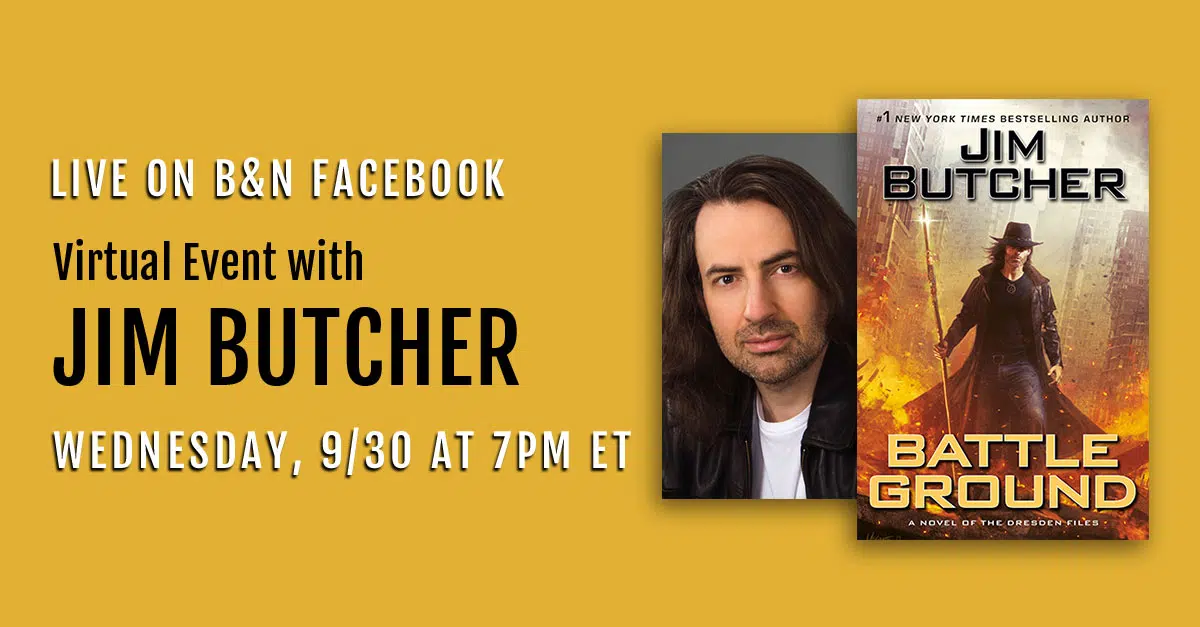 LIVE ON B&N FACEBOOK
Virtual Event with
JIM BUTCHER
WEDNESDAY, 9/30 AT 7PM ET
#1 NEW YORK TIMES BESTSELLING AUTHOR
JIM
BUTCHER
BATTLE
GROUND
A NOVEL OF THE DRESDEN FILES